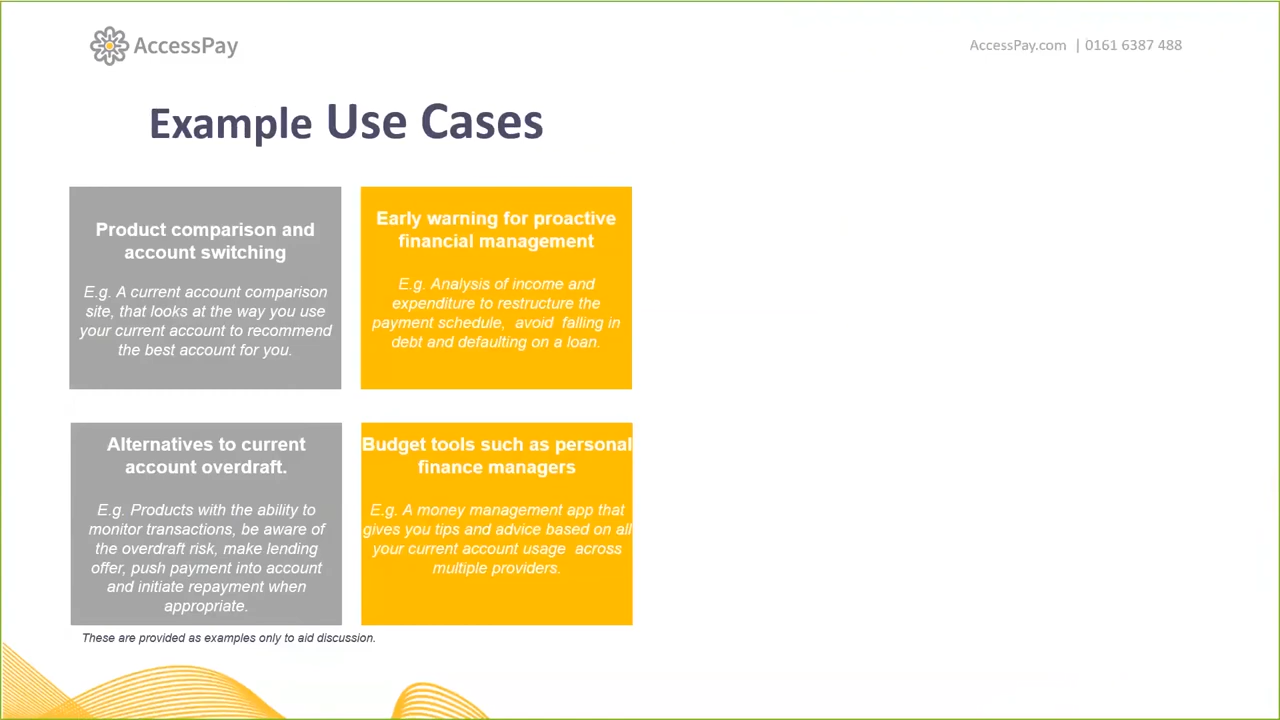 AccessPay
AccessPay.com | 0161 6387 488
Example Use Cases
Product comparison and
account switching
E.g. A current account comparison
site, that looks at the way you use
your current account to recommend
the best account for you.
Early warning for proactive
financial management
E.g. Analysis of income and
expenditure to restructure the
payment schedule,  avoid  falling in
debt and defaulting on a loan.
Alternatives to current
account overdraft.
E.g. Products with the ability to
monitor transactions, be aware of
the overdraft risk, make lending
offer, push payment into account
and initiate repayment when
appropriate.
Budget tools such as personal
finance managers
E.g. A money management app that
gives you tips and advice based on all
your current account usage  across
multiple providers.
These are provided as examples only to aid discussion.